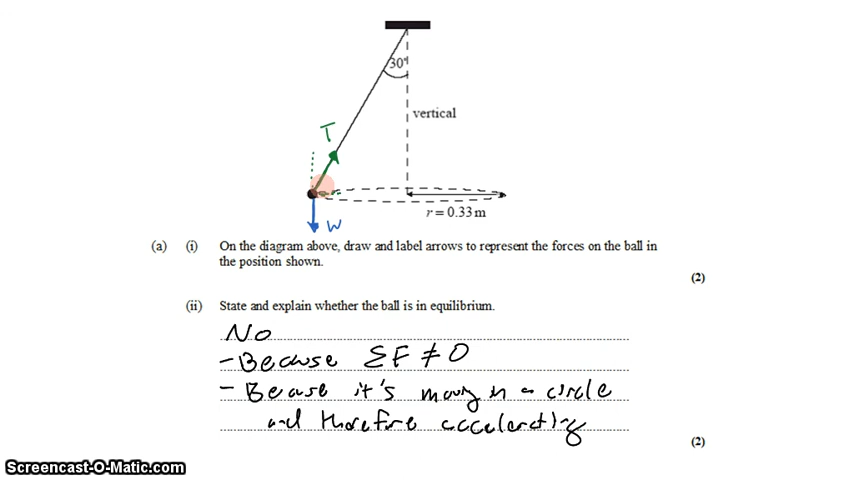 30°
T
vertical
W
r = 0.33 m
(a) (i) On the diagram above, draw and label arrows to represent the forces on the ball in
the position shown.
(2)
(ii) State and explain whether the ball is in equilibrium.
No
- Because ΣF ≠ 0
- Becuse it's moving in a circle
and therefore accelerating
(2)
Screencast-O-Matic.com